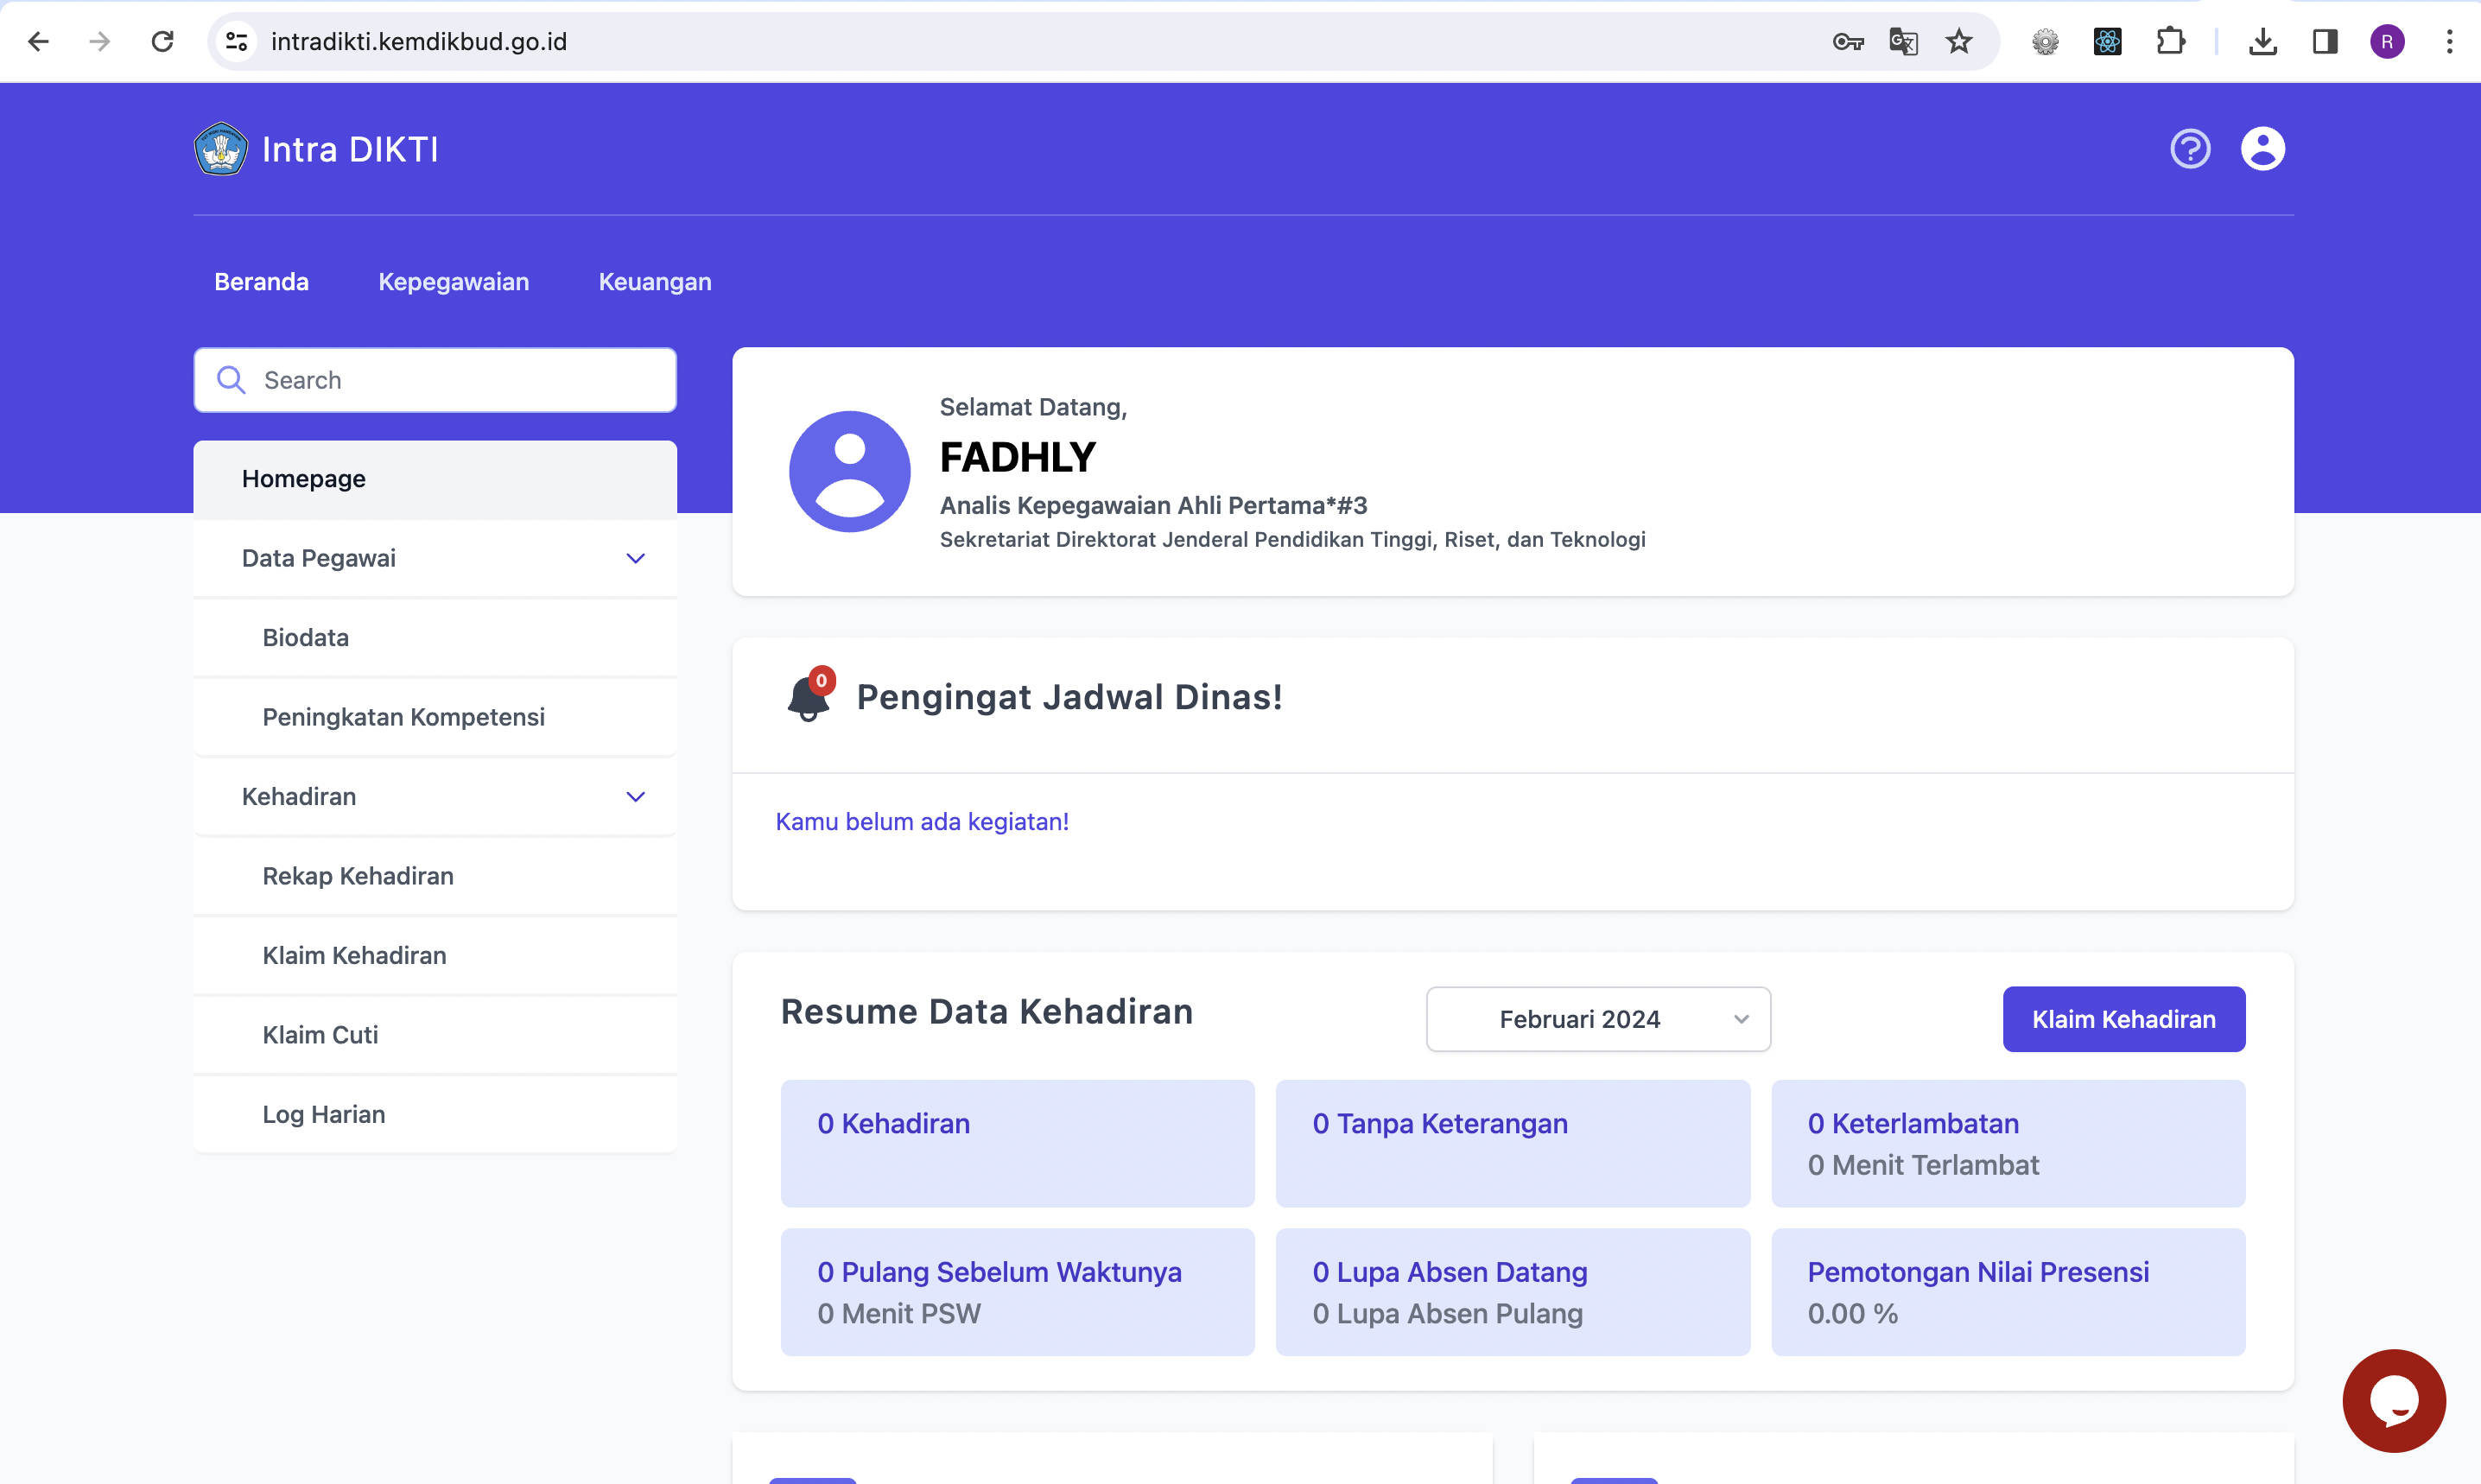 intradikti.kemdikbud.go.id
R
Intra DIKTI
Beranda Kepegawaian Keuangan
Search
Homepage
Data Pegawai
Biodata
Peningkatan Kompetensi
Kehadiran
Rekap Kehadiran
Klaim Kehadiran
Klaim Cuti
Log Harian
Selamat Datang,
FADHLY
Analis Kepegawaian Ahli Pertama*#3
Sekretariat Direktorat Jenderal Pendidikan Tinggi, Riset, dan Teknologi
0
Pengingat Jadwal Dinas!
Kamu belum ada kegiatan!
Resume Data Kehadiran
Februari 2024
Klaim Kehadiran
0 Kehadiran
0 Tanpa Keterangan
0 Keterlambatan
0 Menit Terlambat
0 Pulang Sebelum Waktunya
0 Menit PSW
0 Lupa Absen Datang
0 Lupa Absen Pulang
Pemotongan Nilai Presensi
0.00 %